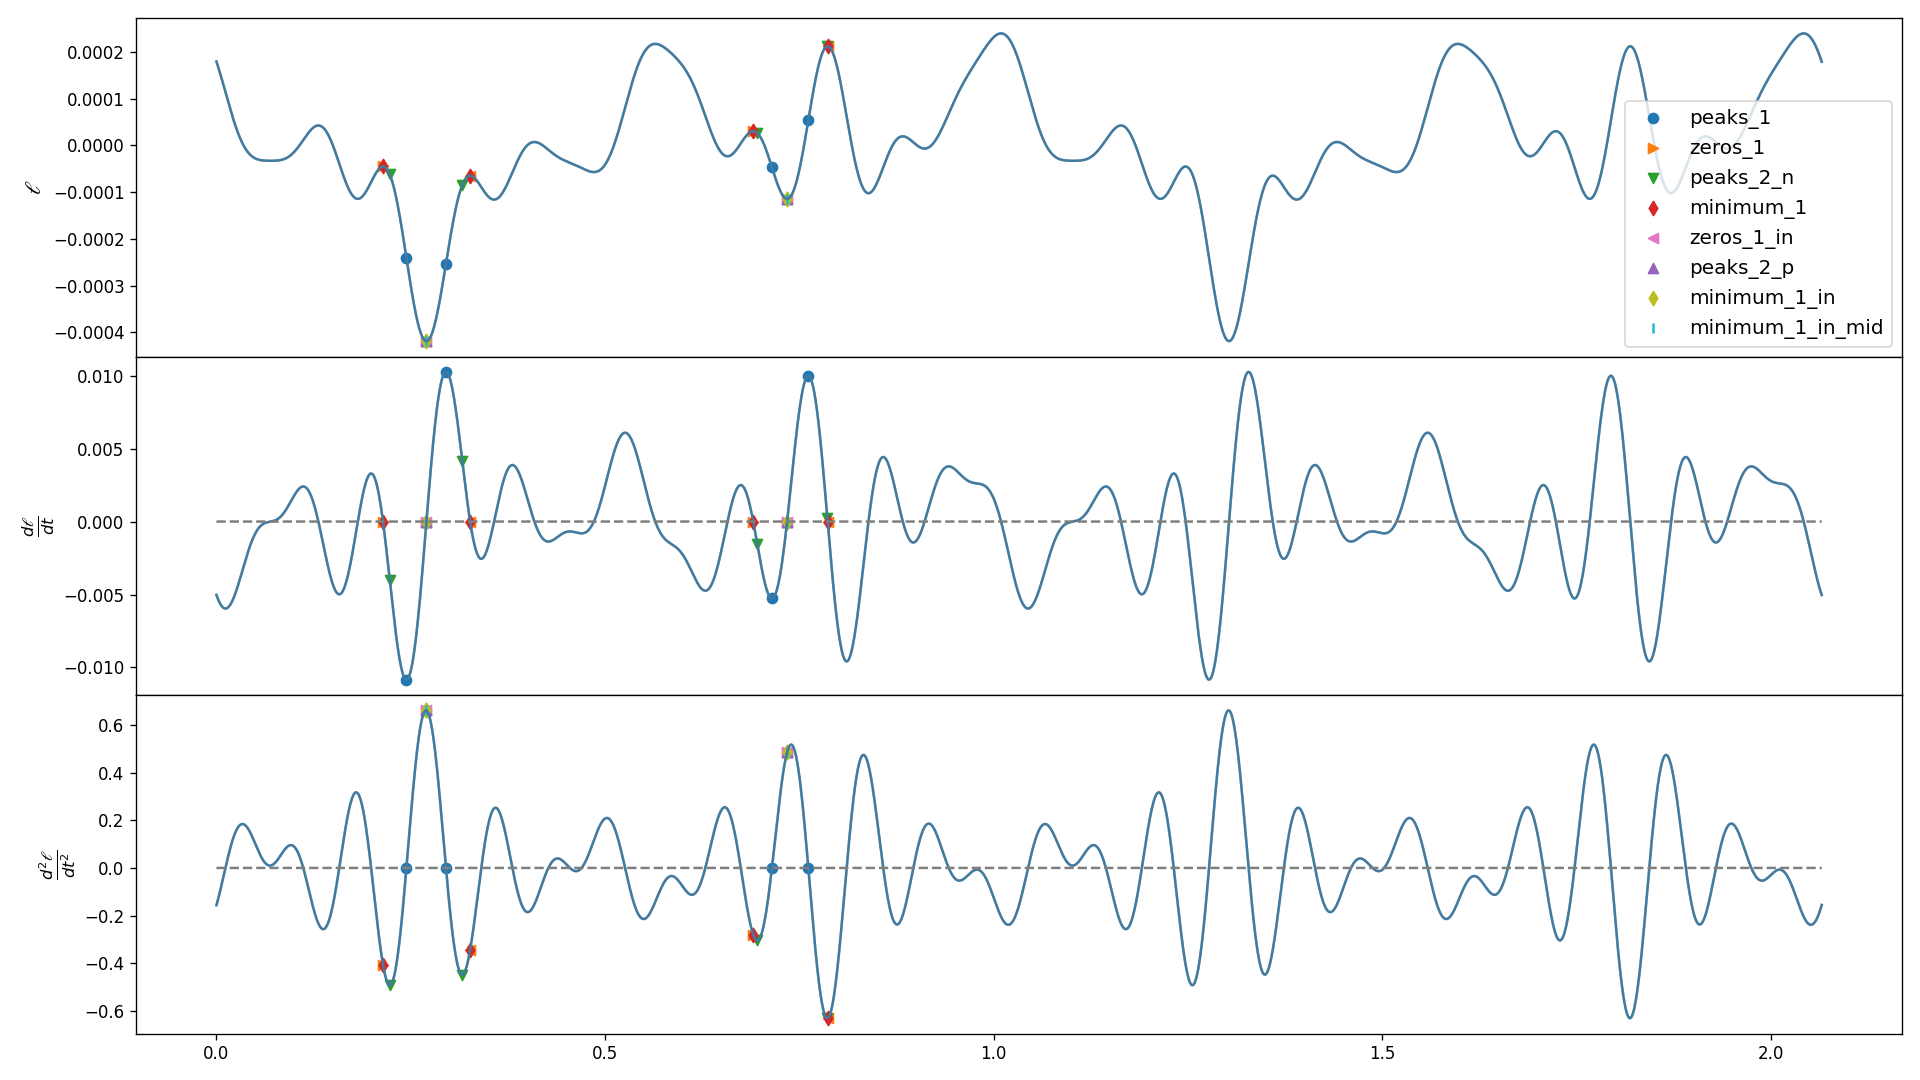 0.0002
0.0001
0.0000
−0.0001
−0.0002
−0.0003
−0.0004
ℓ
peaks_1
zeros_1
peaks_2_n
minimum_1
zeros_1_in
peaks_2_p
minimum_1_in
minimum_1_in_mid
0.010
0.005
0.000
−0.005
−0.010
dℓ
dt
0.6
0.4
0.2
0.0
−0.2
−0.4
−0.6
d²ℓ
dt²
0.0 0.5 1.0 1.5 2.0